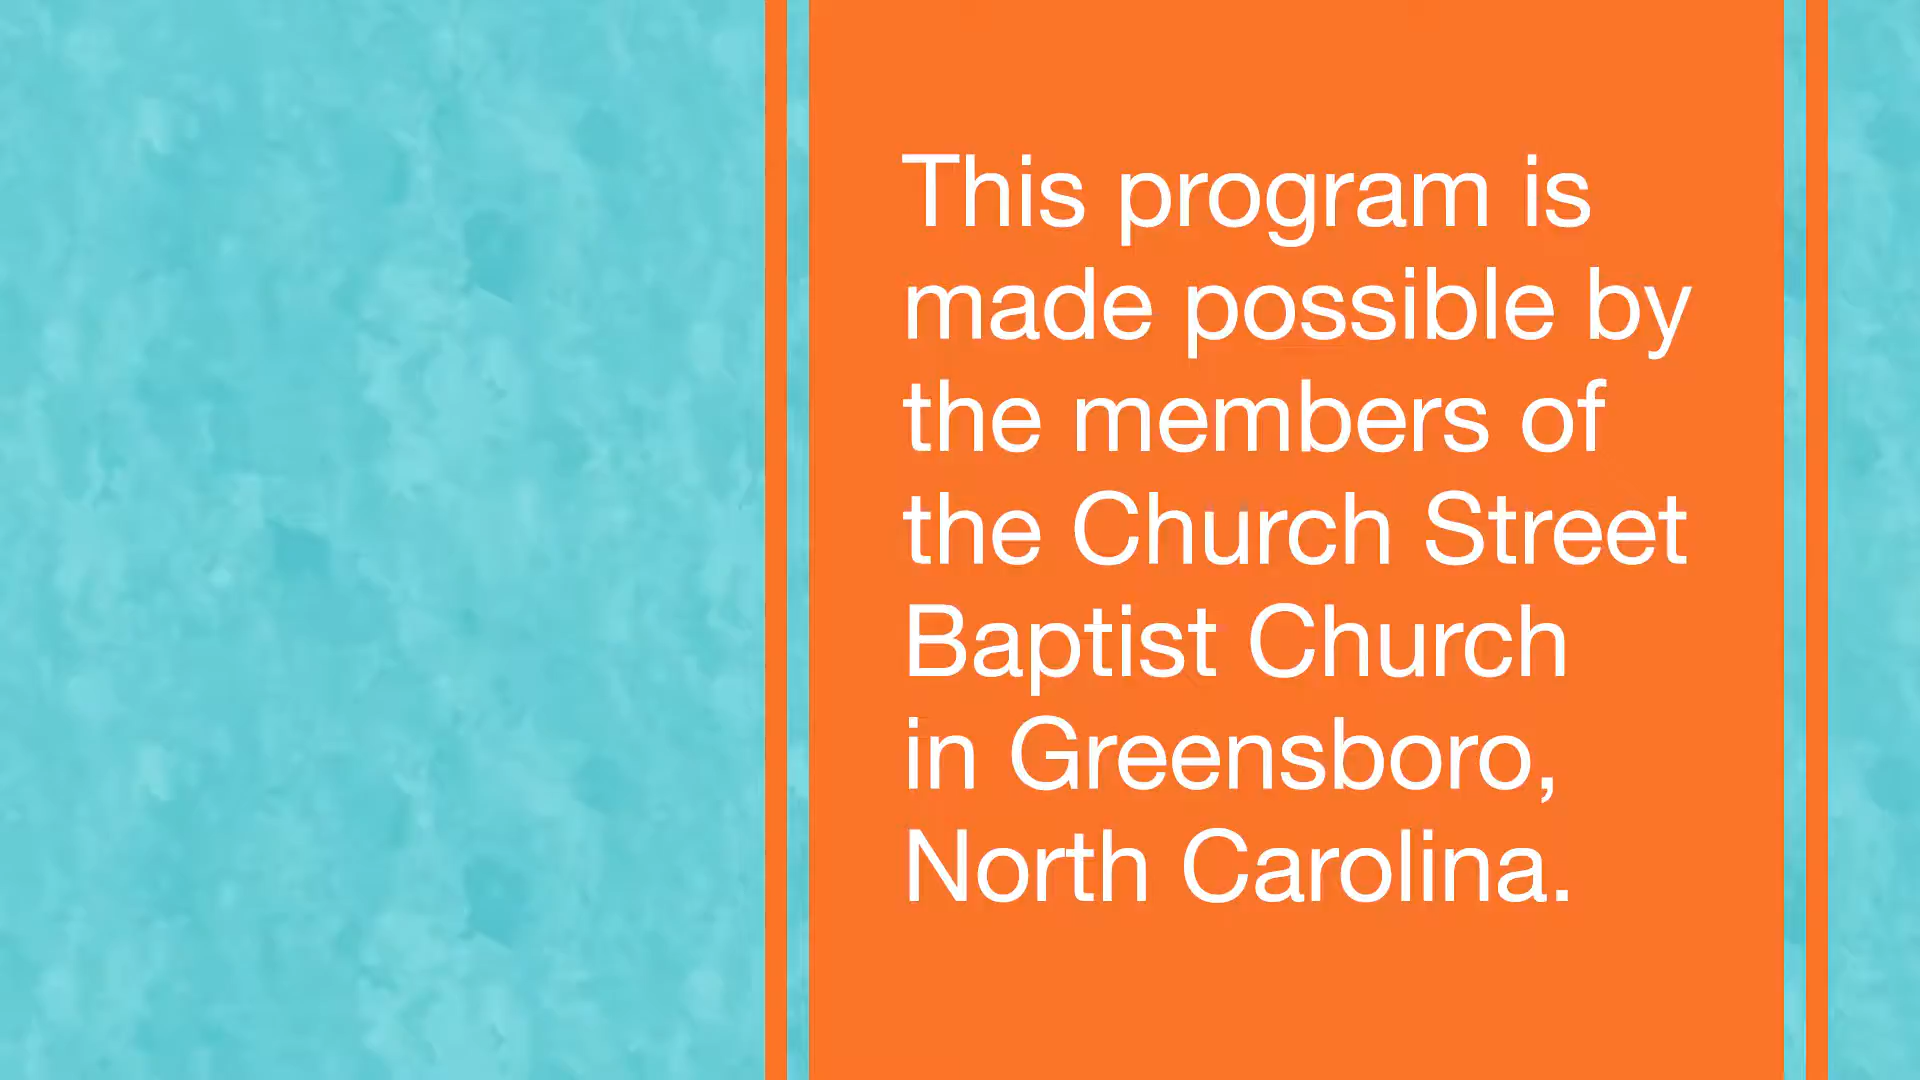 This program is
made possible by
the members of
the Church Street
Baptist Church
in Greensboro,
North Carolina.